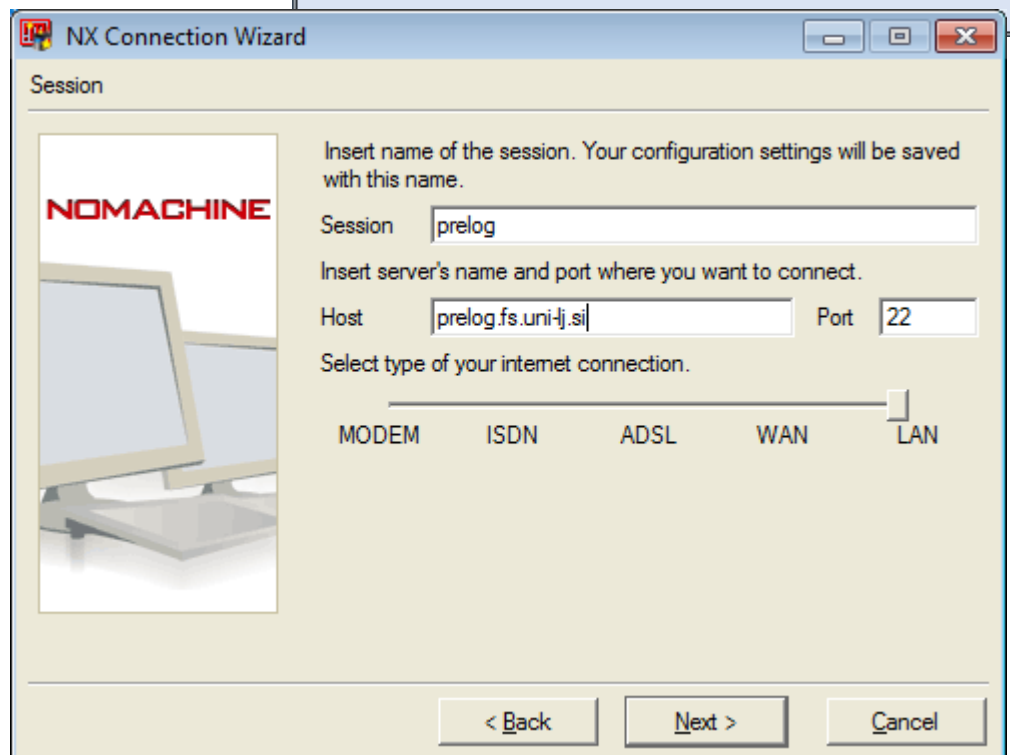 NX Connection Wizard
Session
NOMACHINE
Insert name of the session. Your configuration settings will be saved
with this name.
Session prelog
Insert server's name and port where you want to connect.
Host prelog.fs.uni-lj.si Port 22
Select type of your internet connection.
MODEM ISDN ADSL WAN LAN
< Back Next > Cancel